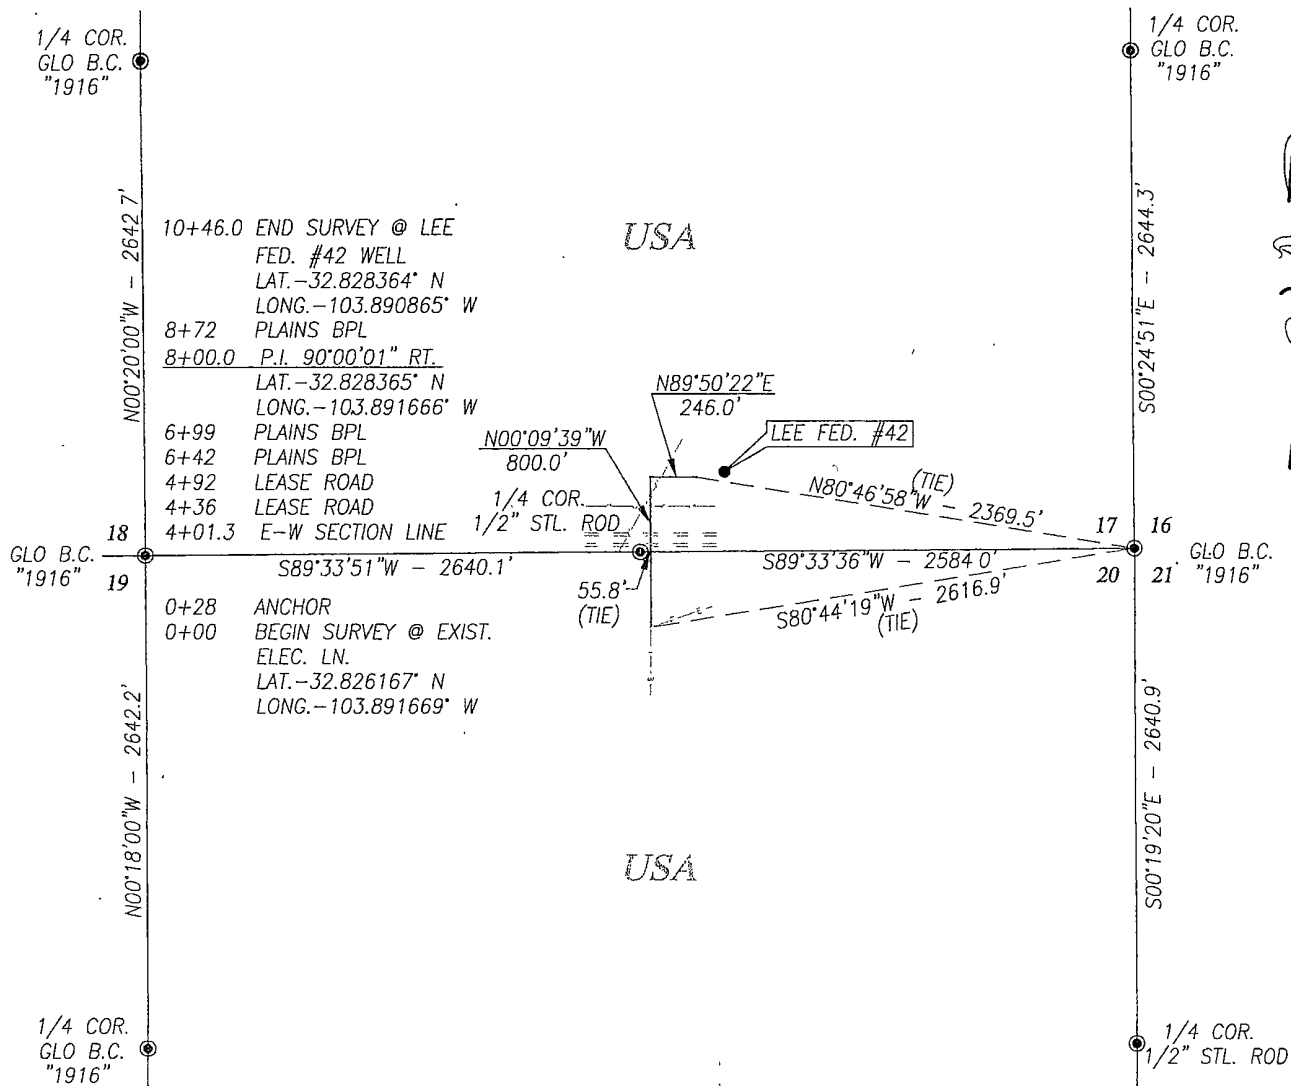 1/4 COR.
GLO B.C.
"1916"
1/4 COR.
GLO B.C.
"1916"
N00°20'00"W - 2642.7'
S00°24'51"E - 2644.3'
USA
10+46.0 END SURVEY @ LEE
FED. #42 WELL
LAT.-32.828364° N
LONG.-103.890865° W
8+72 PLAINS BPL
8+00.0 P.I. 90°00'01" RT.
LAT.-32.828365° N
LONG.-103.891666° W
6+99 PLAINS BPL
6+42 PLAINS BPL
4+92 LEASE ROAD
4+36 LEASE ROAD
4+01.3 E-W SECTION LINE
N89°50'22"E
246.0'
LEE FED. #42
N00°09'39"W
800.0'
1/4 COR.
1/2" STL. ROD
(TIE)
N80°46'58"W - 2369.5'
18
19
GLO B.C.
"1916"
17 16
20 21
GLO B.C.
"1916"
S89°33'51"W - 2640.1'
S89°33'36"W - 2584.0'
55.8'
(TIE)
S80°44'19"W - 2616.9'
(TIE)
0+28 ANCHOR
0+00 BEGIN SURVEY @ EXIST.
ELEC. LN.
LAT.-32.826167° N
LONG.-103.891669° W
N00°18'00"W - 2642.2'
S00°19'20"E - 2640.9'
USA
1/4 COR.
GLO B.C.
"1916"
1/4 COR.
1/2" STL. ROD